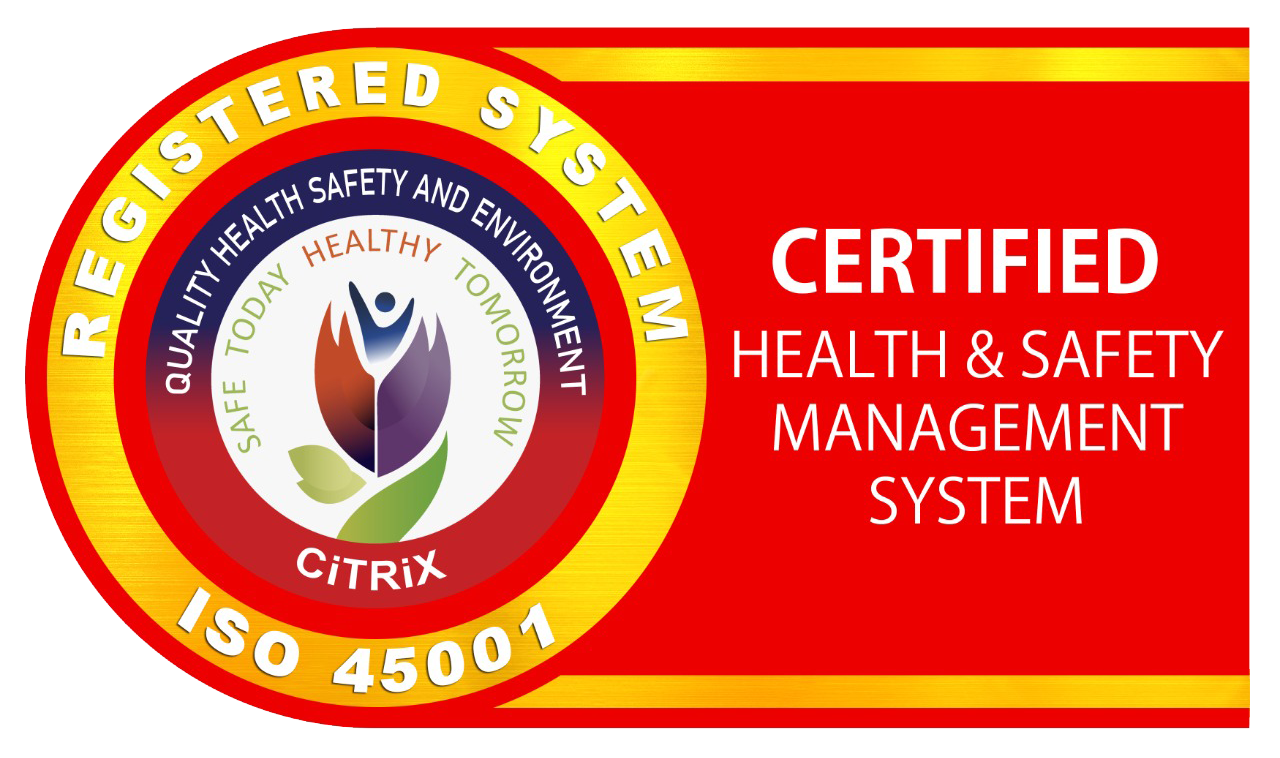 REGISTERED SYSTEM
QUALITY HEALTH SAFETY AND ENVIRONMENT
SAFE TODAY HEALTHY TOMORROW
CiTRiX
ISO 45001
CERTIFIED
HEALTH & SAFETY
MANAGEMENT
SYSTEM